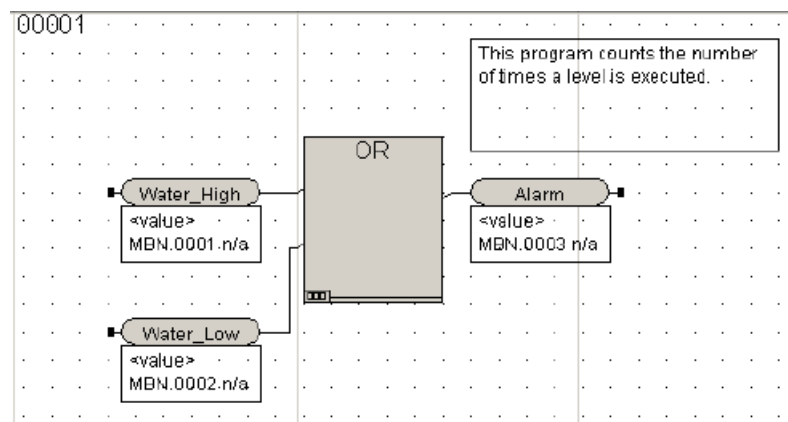 00001
This program counts the number
of times a level is executed.
OR
Water_High
<value>
MBN.0001.n/a
Alarm
<value>
MBN.0003 n/a
Water_Low
<value>
MBN.0002.n/a